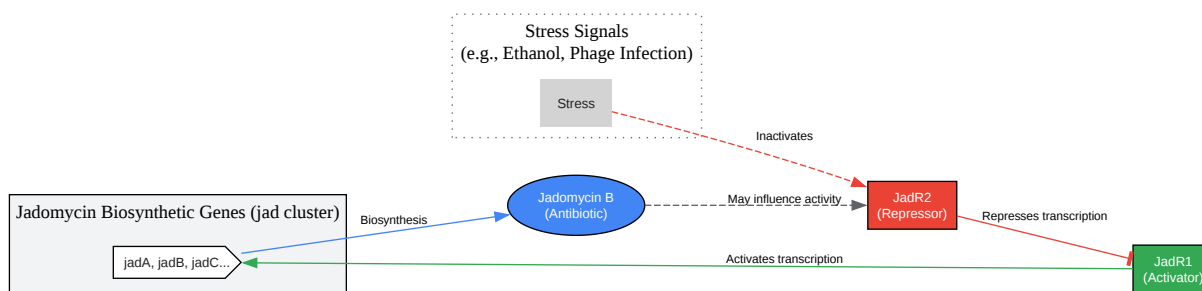 Stress Signals
(e.g., Ethanol, Phage Infection)
Stress
Inactivates
Jadomycin B
(Antibiotic)
May influence activity
JadR2
(Repressor)
Jadomycin Biosynthetic Genes (jad cluster)
Biosynthesis
Represses transcription
jadA, jadB, jadC...
Activates transcription
JadR1
(Activator)